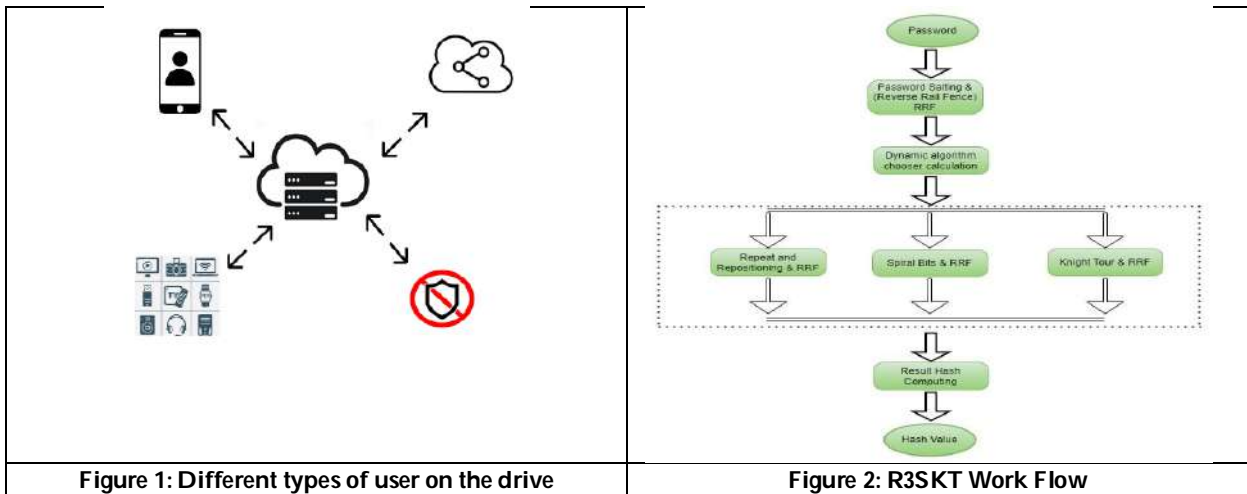 Password
Password Salting &
(Reverse Rail Fence)
RRF
Dynamic algorithm
chooser calculation
Repeat and
Repositioning & RRF
Spiral Bits & RRF
Knight Tour & RRF
Result Hash
Computing
Hash Value
Figure 1: Different types of user on the drive
Figure 2: R3SKT Work Flow